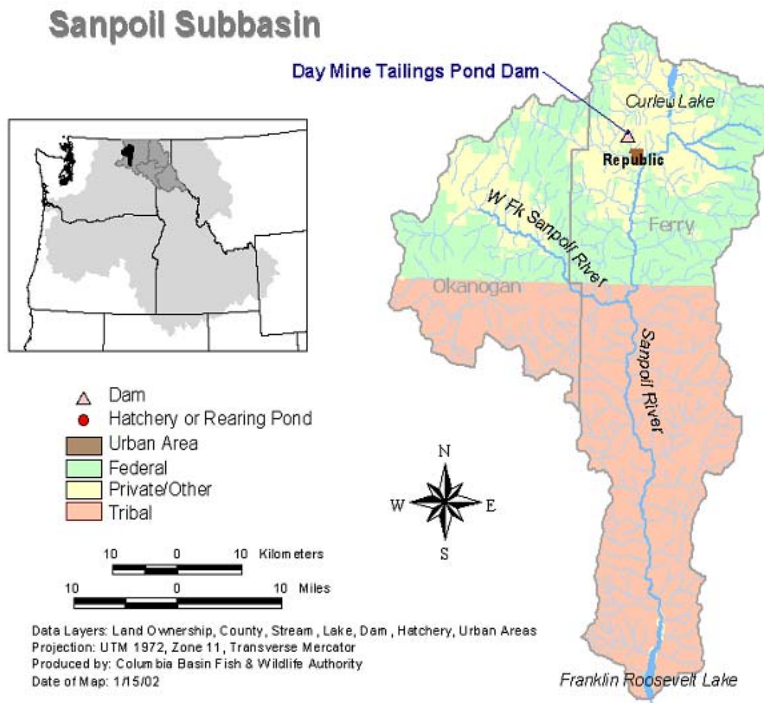 Sanpoil Subbasin
Day Mine Tailings Pond Dam
Curlew Lake
Republic
W Fk Sanpoil River
Ferry
Okanogan
Sanpoil River
Franklin Roosevelt Lake
Dam
Hatchery or Rearing Pond
Urban Area
Federal
Private/Other
Tribal
N
W E
S
10 0 10 Kilometers
10 0 10 Miles
Data Layers: Land Ownership, County, Stream, Lake, Dam, Hatchery, Urban Areas
Projection: UTM 1972, Zone 11, Transverse Mercator
Produced by: Columbia Basin Fish & Wildlife Authority
Date of Map: 1/15/02